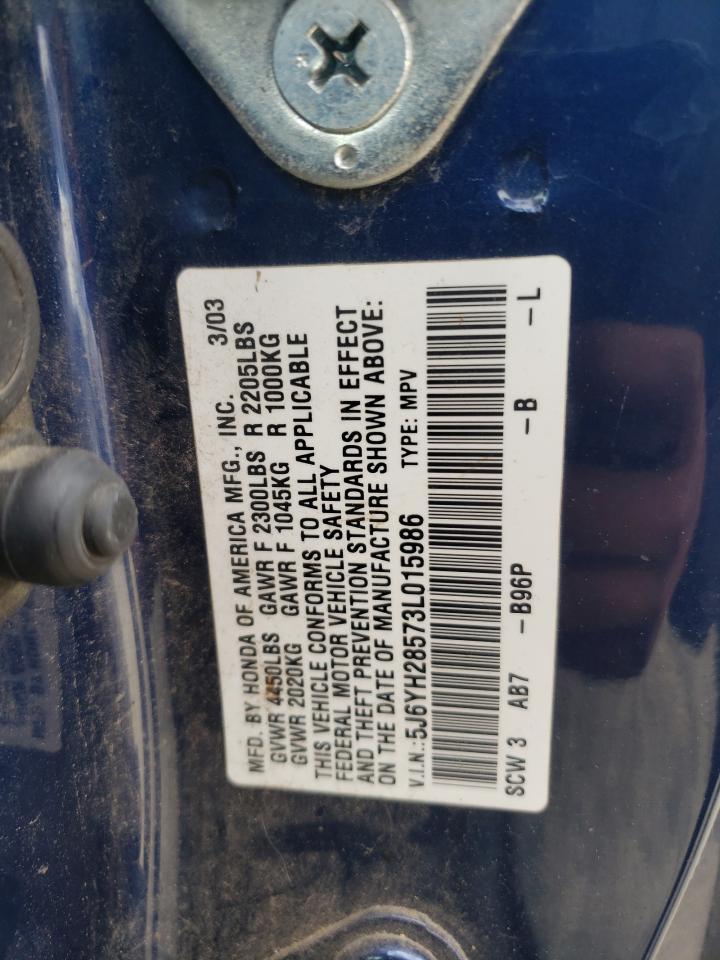 MFD. BY HONDA OF AMERICA MFG., INC. 3/03
GVWR 4450LBS GAWR F 2300LBS R 2205LBS
GVWR 2020KG GAWR F 1045KG R 1000KG
THIS VEHICLE CONFORMS TO ALL APPLICABLE
FEDERAL MOTOR VEHICLE SAFETY
AND THEFT PREVENTION STANDARDS IN EFFECT
ON THE DATE OF MANUFACTURE SHOWN ABOVE:
V.I.N.:5J6YH28573L015986 TYPE: MPV
SCW 3 AB7 -B96P -B -L